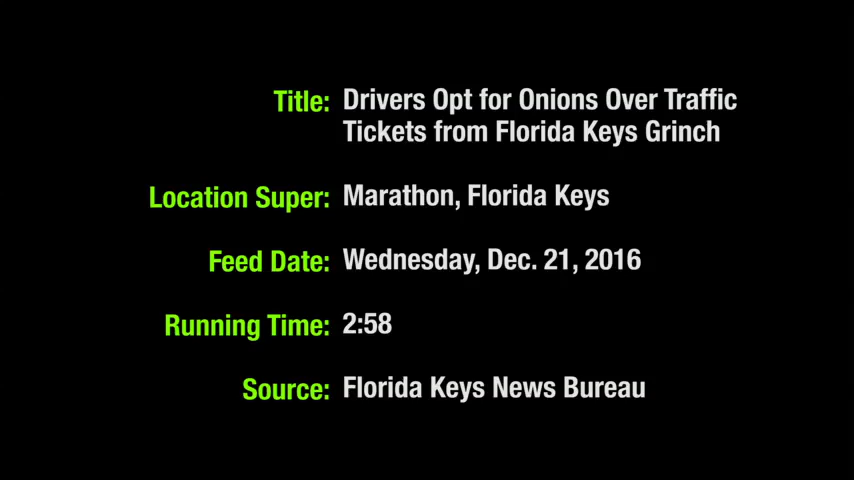 Title: Drivers Opt for Onions Over Traffic
Tickets from Florida Keys Grinch
Location Super: Marathon, Florida Keys
Feed Date: Wednesday, Dec. 21, 2016
Running Time: 2:58
Source: Florida Keys News Bureau